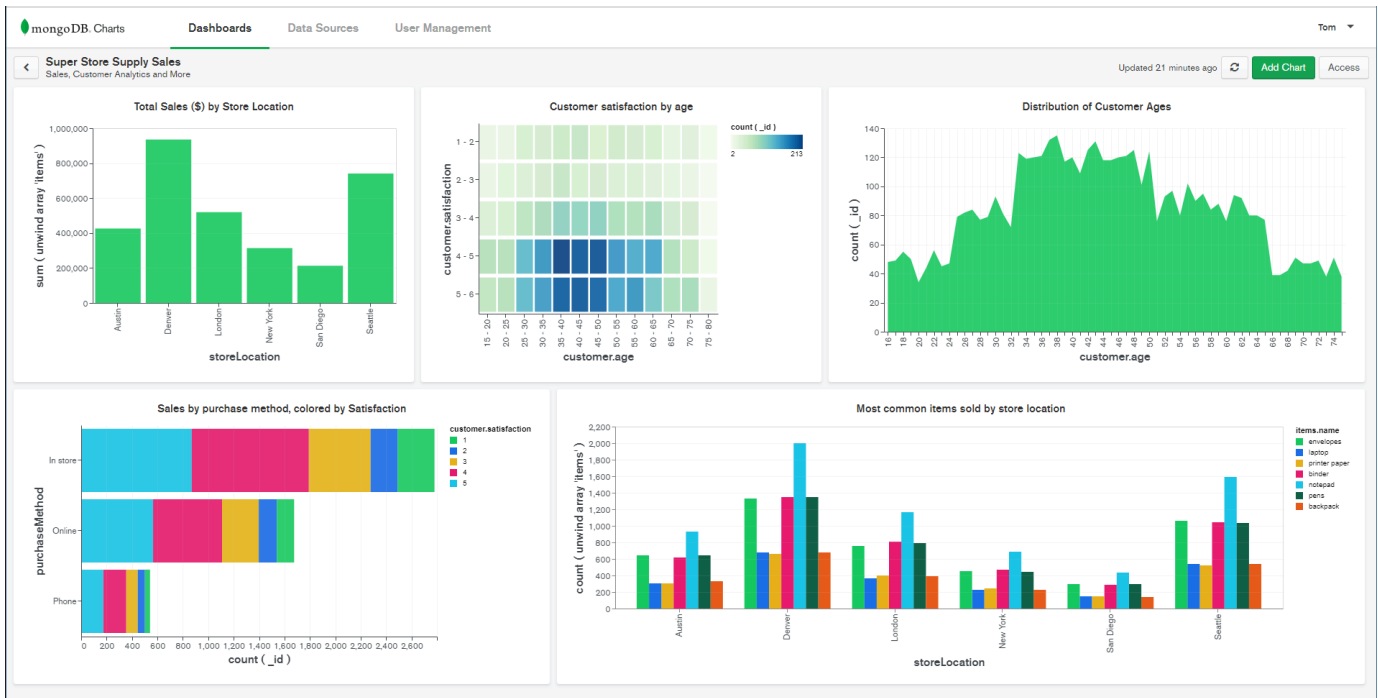 mongoDB. Charts
Dashboards
Data Sources
User Management
Tom
Super Store Supply Sales
Sales, Customer Analytics and More
Updated 21 minutes ago
Add Chart
Access
Total Sales ($) by Store Location
1,000,000
800,000
600,000
400,000
200,000
0
sum ( unwind array 'items' )
Austin
Denver
London
New York
San Diego
Seattle
storeLocation
Customer satisfaction by age
count ( _id )
2 213
1 - 2
2 - 3
3 - 4
4 - 5
5 - 6
customer.satisfaction
15 - 20
20 - 25
25 - 30
30 - 35
35 - 40
40 - 45
45 - 50
50 - 55
55 - 60
60 - 65
65 - 70
70 - 75
75 - 80
customer.age
Distribution of Customer Ages
140
120
100
80
60
40
20
0
count ( _id )
16 18 20 22 24 26 28 30 32 34 36 38 40 42 44 46 48 50 52 54 56 58 60 62 64 66 68 70 72 74
customer.age
Sales by purchase method, colored by Satisfaction
customer.satisfaction
1
2
3
4
5
In store
Online
Phone
purchaseMethod
0 200 400 600 800 1,000 1,200 1,400 1,600 1,800 2,000 2,200 2,400 2,600
count ( _id )
Most common items sold by store location
2,200
2,000
1,800
1,600
1,400
1,200
1,000
800
600
400
200
0
count ( unwind array 'items' )
items.name
envelopes
laptop
printer paper
binder
notepad
pens
backpack
Austin
Denver
London
New York
San Diego
Seattle
storeLocation